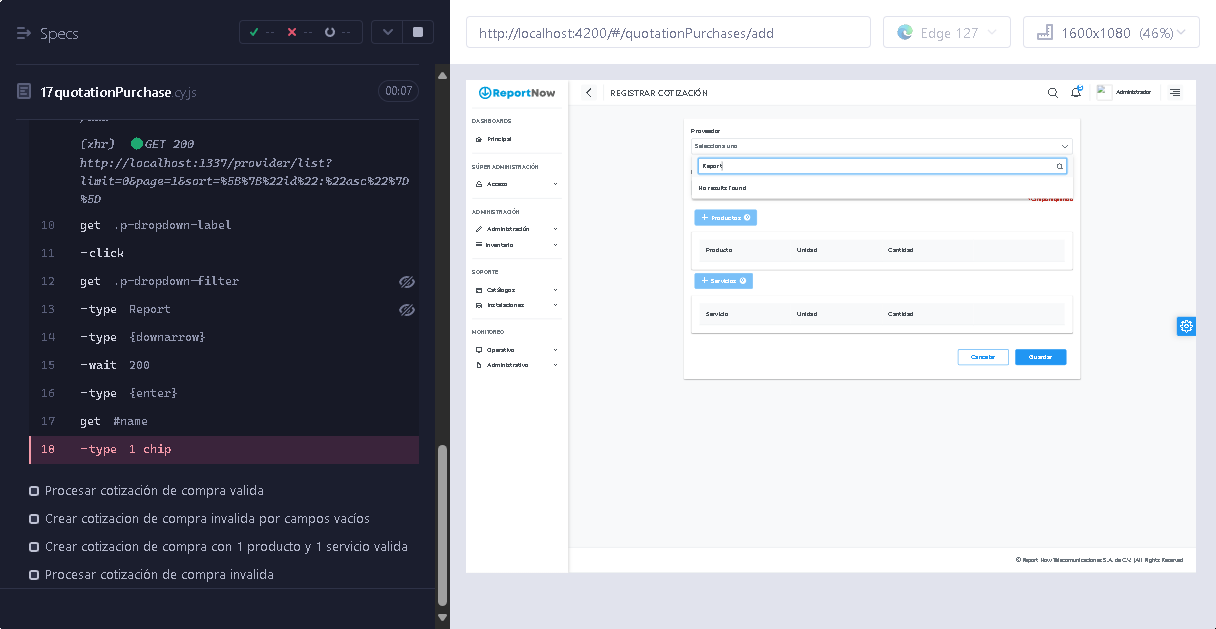 Specs
-- -- --
17quotationPurchase.cy.js
00:07
(xhr) GET 200
http://localhost:1337/provider/list?
limit=0&page=1&sort=%5B%7B%22id%22:%22asc%22%7D
%5D
10 get .p-dropdown-label
11 -click
12 get .p-dropdown-filter
13 -type Report
14 -type {downarrow}
15 -wait 200
16 -type {enter}
17 get #name
18 -type 1 chip
Procesar cotización de compra valida
Crear cotizacion de compra invalida por campos vacíos
Crear cotizacion de compra con 1 producto y 1 servicio valida
Procesar cotización de compra invalida
http://localhost:4200/#/quotationPurchases/add
Edge 127
1600x1080 (46%)
ReportNow
REGISTRAR COTIZACIÓN
Administrador
DASHBOARDS
Principal
SÚPER ADMINISTRACIÓN
Acceso
ADMINISTRACIÓN
Administración
Inventario
SOPORTE
Catálogos
Instalaciones
MONITOREO
Operativo
Administrativo
Proveedor
Seleccione uno
Report
No results found
+ Productos
Producto Unidad Cantidad
+ Servicios
Servicio Unidad Cantidad
Cancelar
Guardar
© Report Now Telecomunicaciones S.A. de C.V. | All Rights Reserved